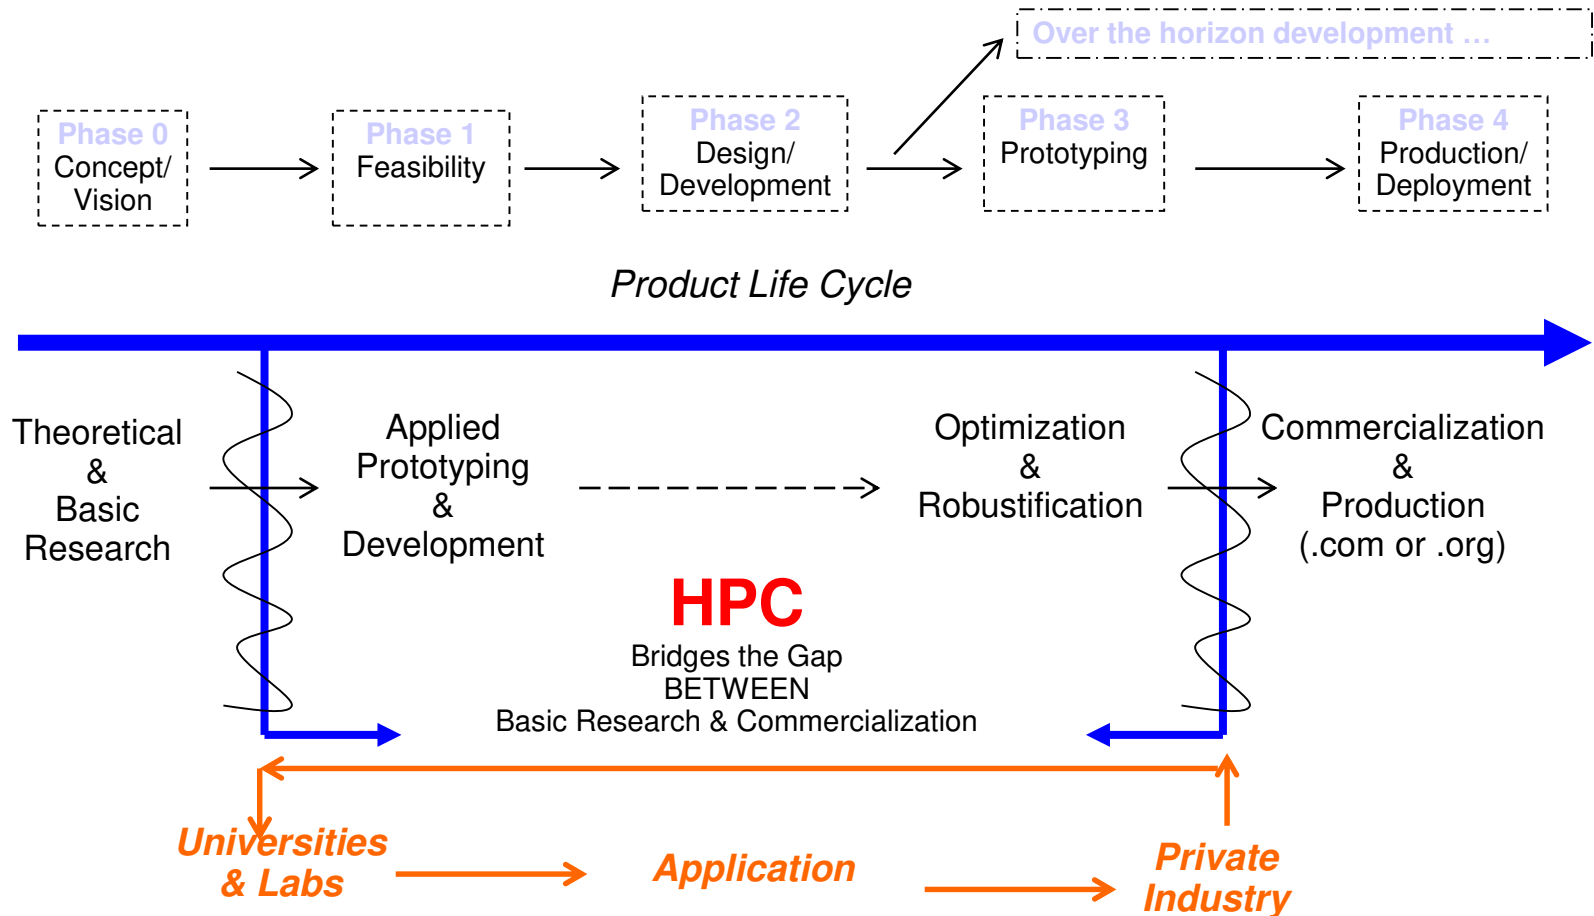 Over the horizon development …
Phase 0
Concept/
Vision
Phase 1
Feasibility
Phase 2
Design/
Development
Phase 3
Prototyping
Phase 4
Production/
Deployment
Product Life Cycle
Theoretical
&
Basic
Research
Applied
Prototyping
&
Development
Optimization
&
Robustification
Commercialization
&
Production
(.com or .org)
HPC
Bridges the Gap
BETWEEN
Basic Research & Commercialization
Universities
& Labs
Application
Private
Industry